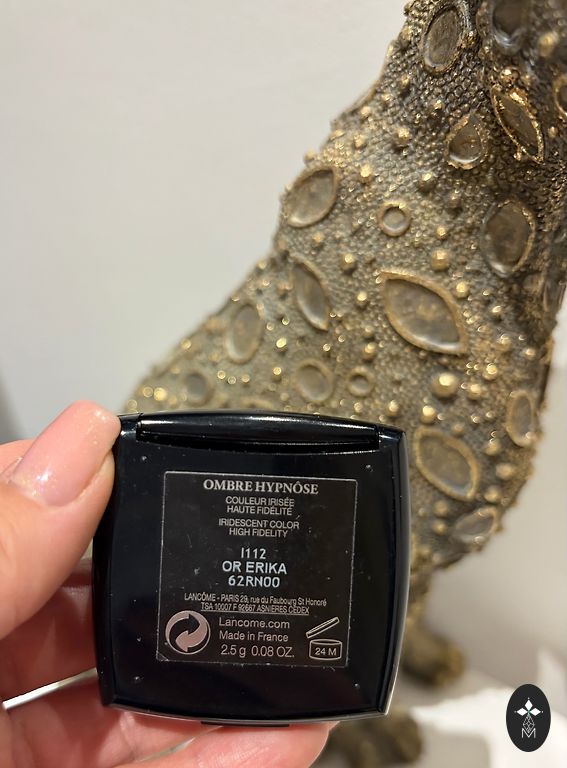 OMBRE HYPNÔSE
COULEUR IRISÉE
HAUTE FIDÉLITÉ
IRIDESCENT COLOR
HIGH FIDELITY
I112
OR ERIKA
62RN00
LANCÔME - PARIS 29, rue du Faubourg St Honoré
TSA 10007 F 92667 ASNIERES CEDEX
Lancome.com
Made in France
2.5 g 0.08 OZ.
24 M
M